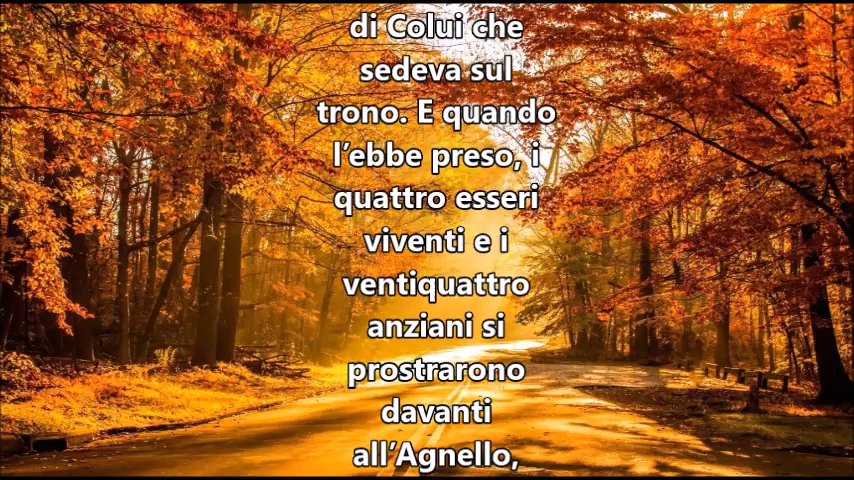 di Colui che
sedeva sul
trono. E quando
l’ebbe preso, i
quattro esseri
viventi e i
ventiquattro
anziani si
prostrarono
davanti
all’Agnello,